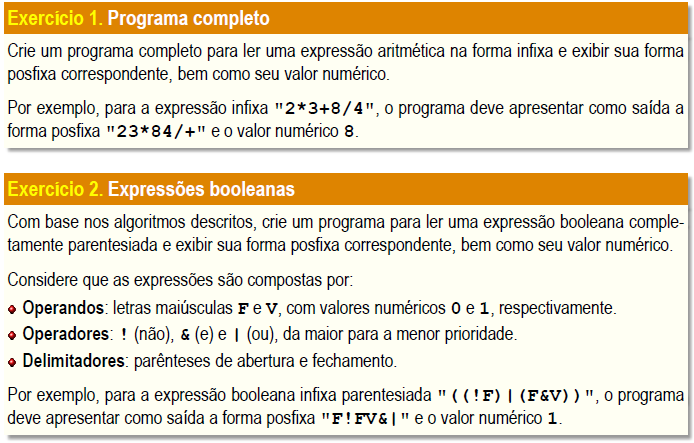 Exercício 1. Programa completo
Crie um programa completo para ler uma expressão aritmética na forma infixa e exibir sua forma
posfixa correspondente, bem como seu valor numérico.
Por exemplo, para a expressão infixa "2*3+8/4", o programa deve apresentar como saída a
forma posfixa "23*84/+" e o valor numérico 8.
Exercício 2. Expressões booleanas
Com base nos algoritmos descritos, crie um programa para ler uma expressão booleana comple-
tamente parentesiada e exibir sua forma posfixa correspondente, bem como seu valor numérico.
Considere que as expressões são compostas por:
Operandos: letras maiúsculas F e V, com valores numéricos 0 e 1, respectivamente.
Operadores: ! (não), & (e) e | (ou), da maior para a menor prioridade.
Delimitadores: parênteses de abertura e fechamento.
Por exemplo, para a expressão booleana infixa parentesiada "((!F)|(F&V))", o programa
deve apresentar como saída a forma posfixa "F!FV&|" e o valor numérico 1.